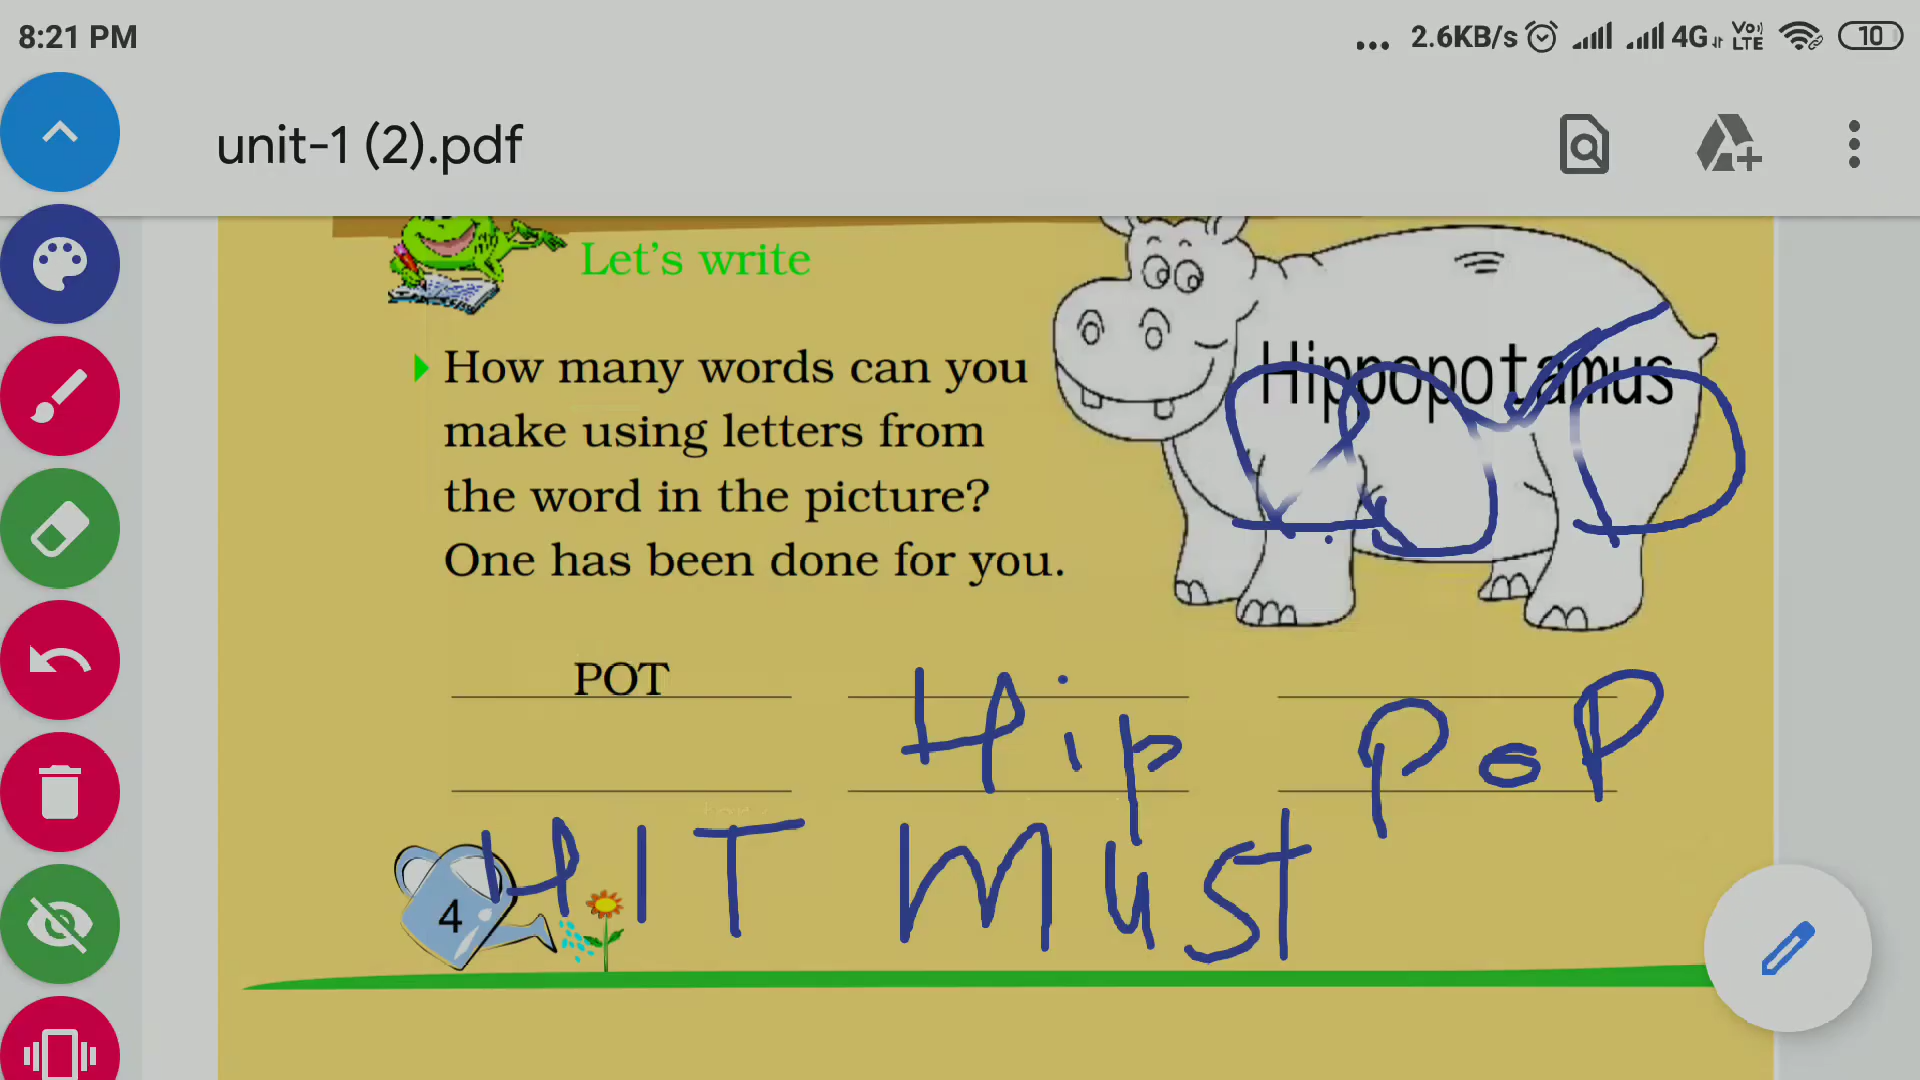 8:21 PM ... 2.6KB/s 4G Vo) LTE 10
unit-1 (2).pdf
Let's write
How many words can you
make using letters from
the word in the picture?
One has been done for you.
Hippopotamus
POT Hip PoP
HIT Must
4